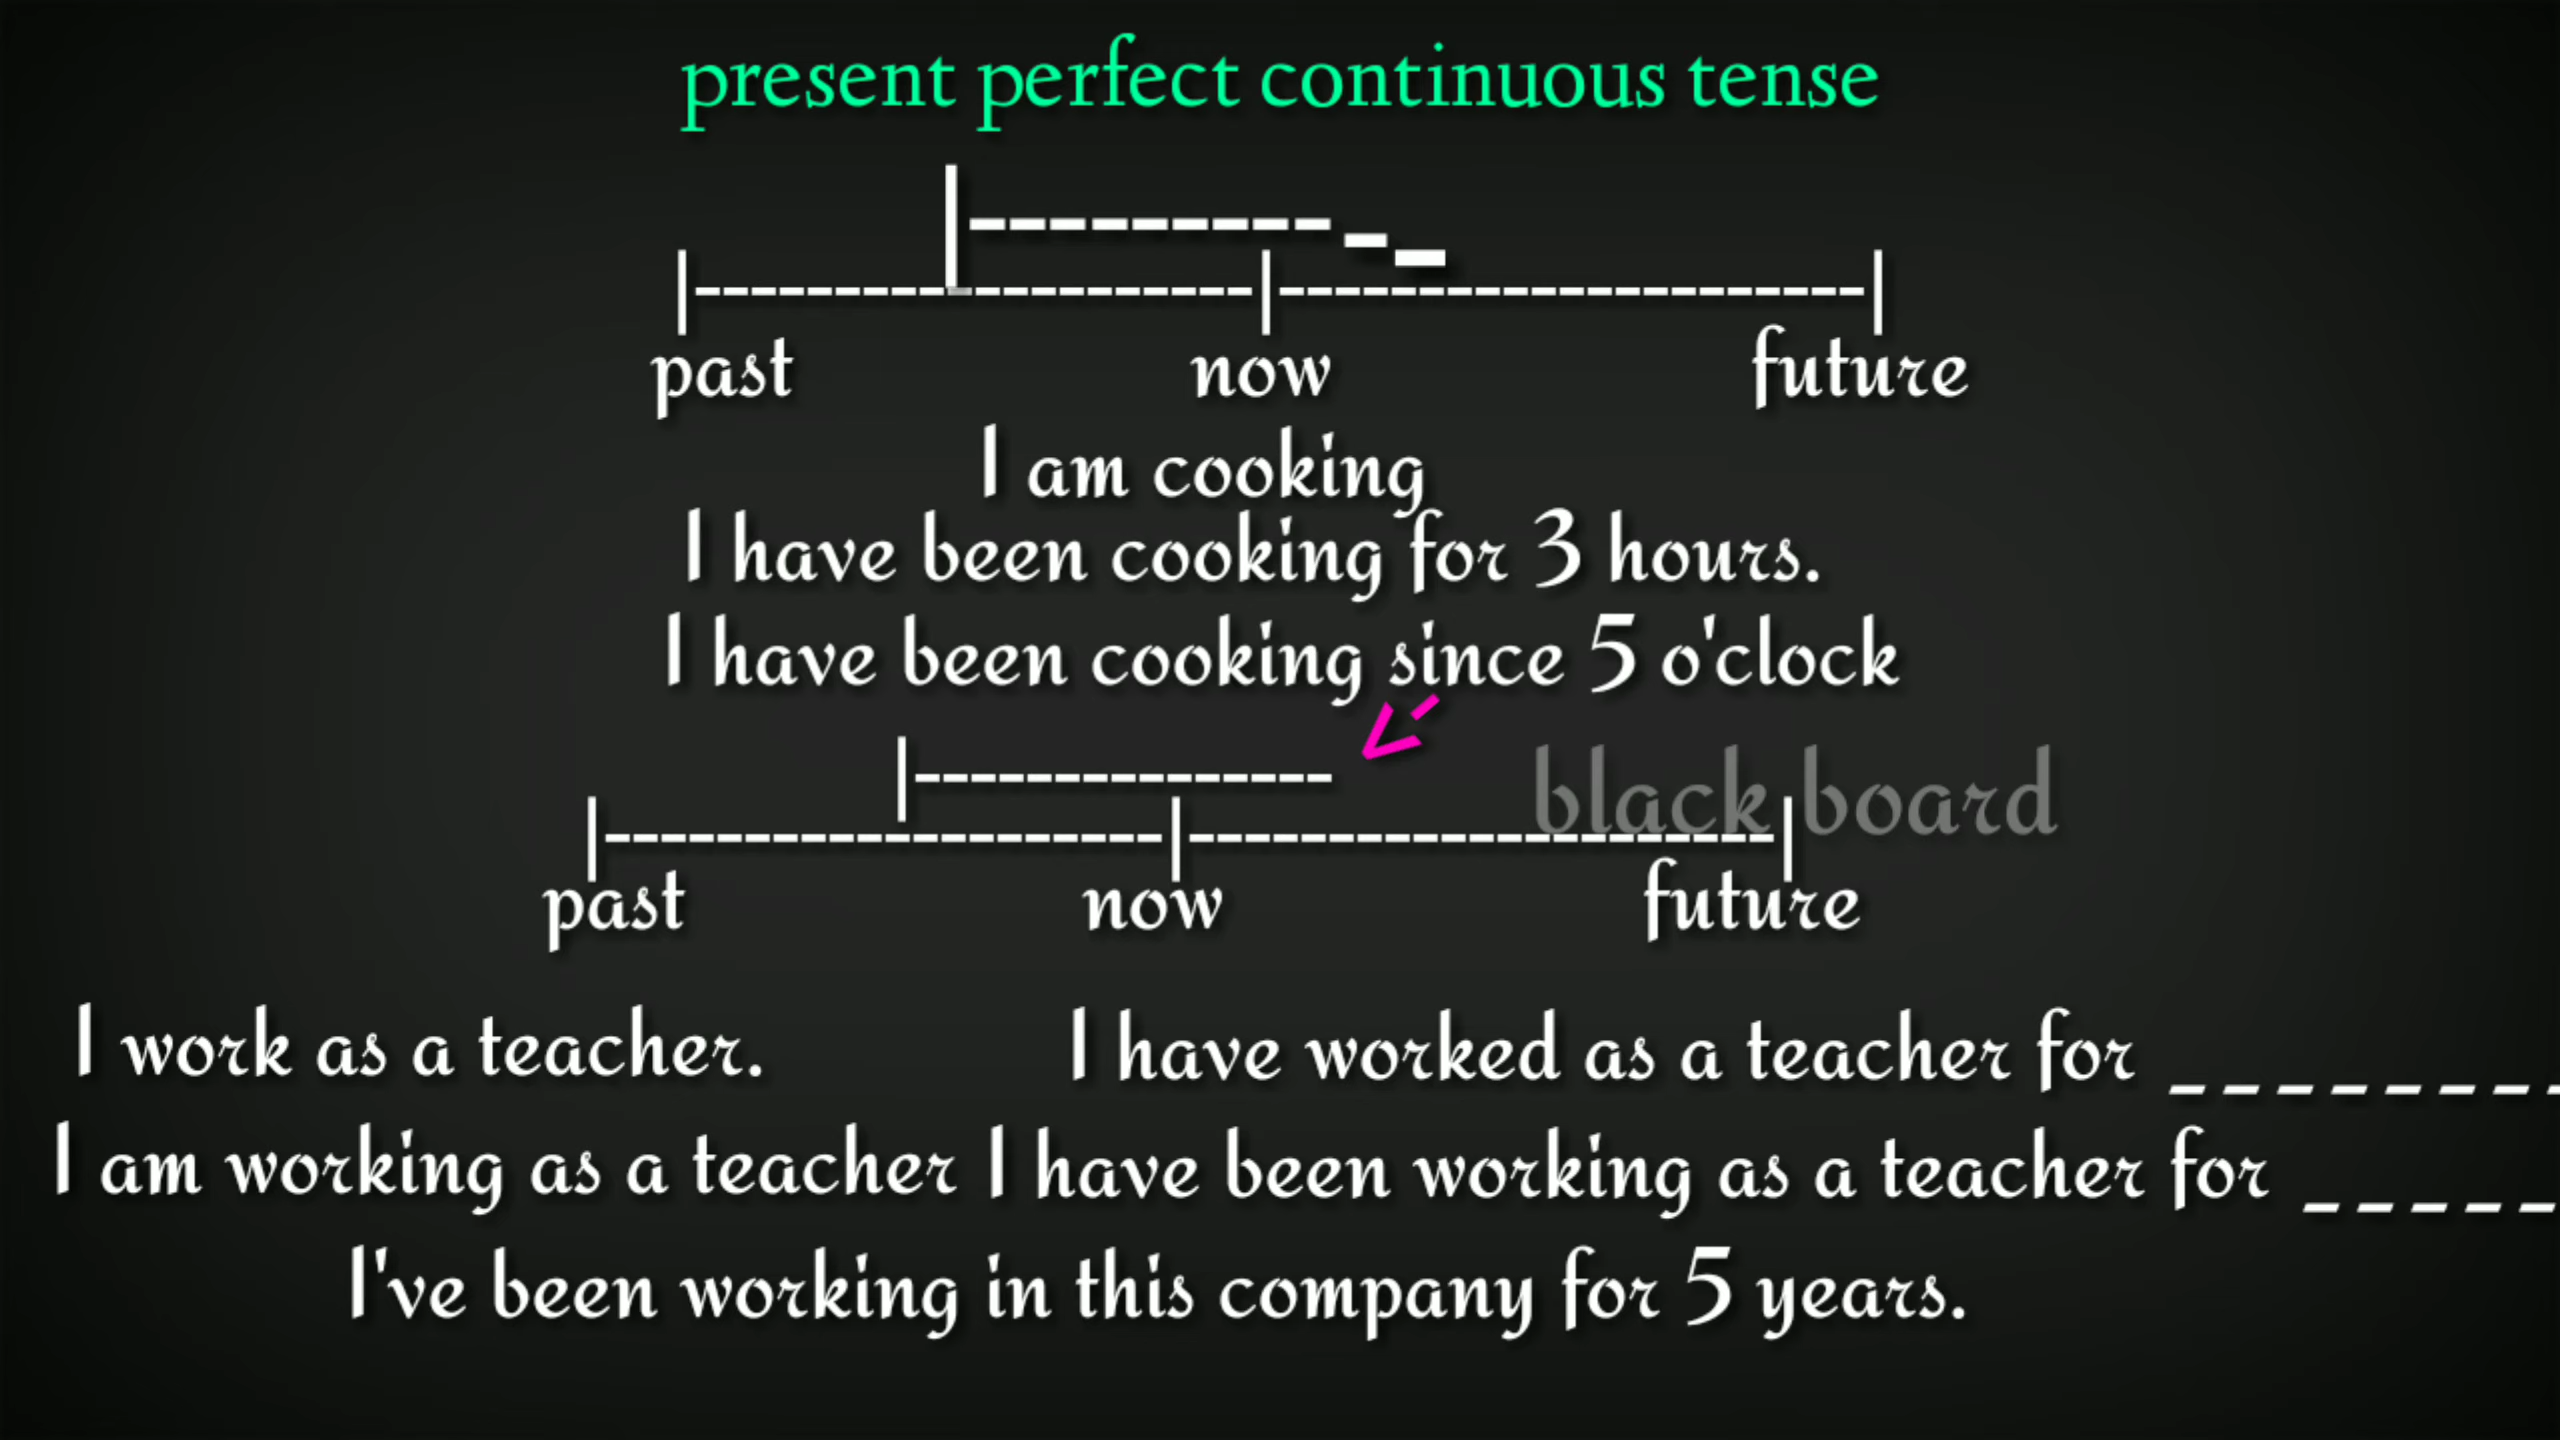 present perfect continuous tense
past now future
I am cooking
I have been cooking for 3 hours.
I have been cooking since 5 o'clock
black board
past now future
I work as a teacher. I have worked as a teacher for _ _ _ _ _ _ _ _
I am working as a teacher I have been working as a teacher for _ _ _ _ _
I've been working in this company for 5 years.